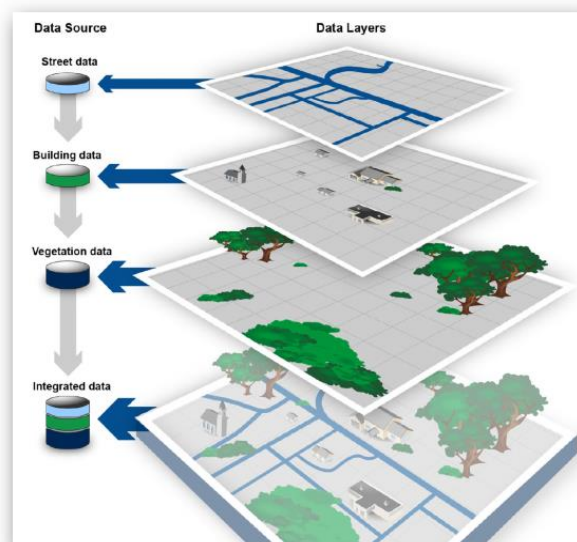 Data Source
Data Layers
Street data
Building data
Vegetation data
Integrated data